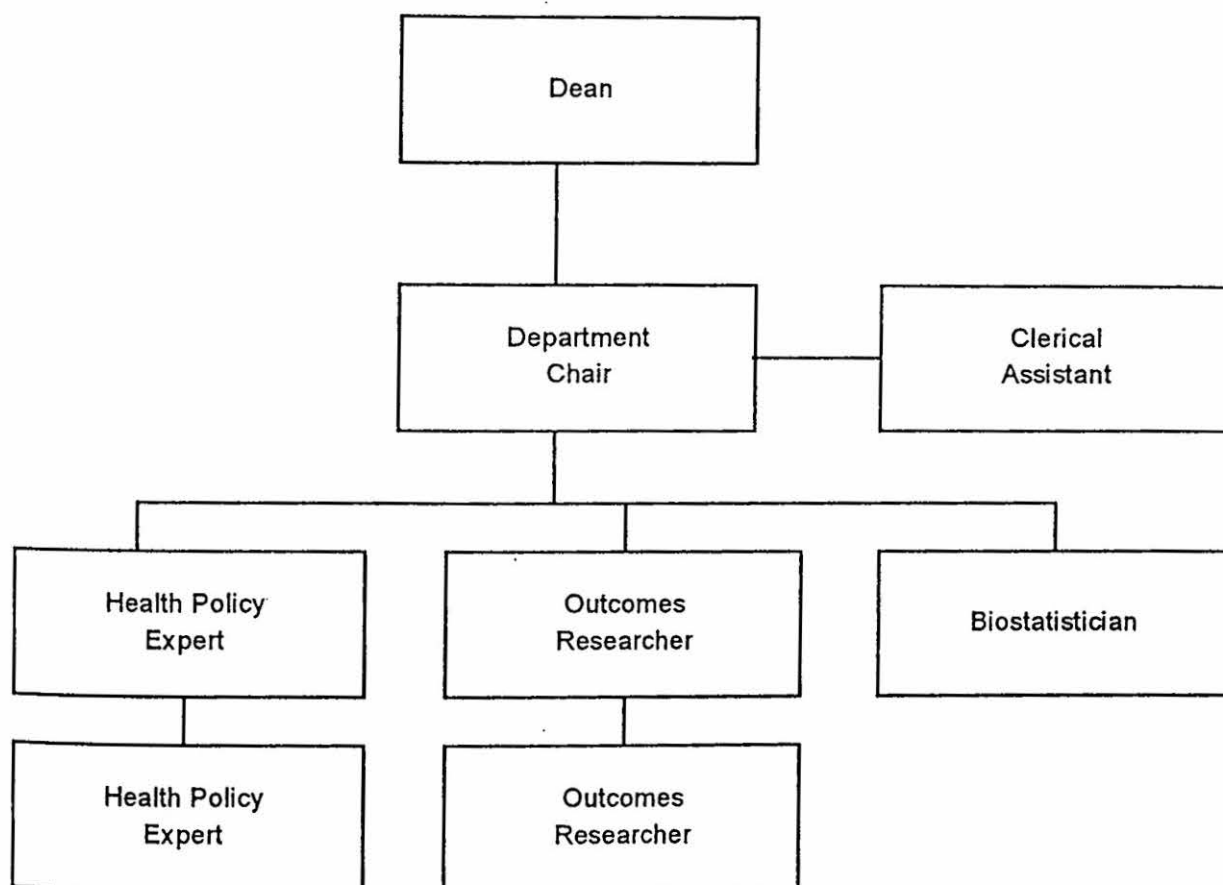 Dean
Department
Chair
Clerical
Assistant
Health Policy
Expert
Outcomes
Researcher
Biostatistician
Health Policy
Expert
Outcomes
Researcher